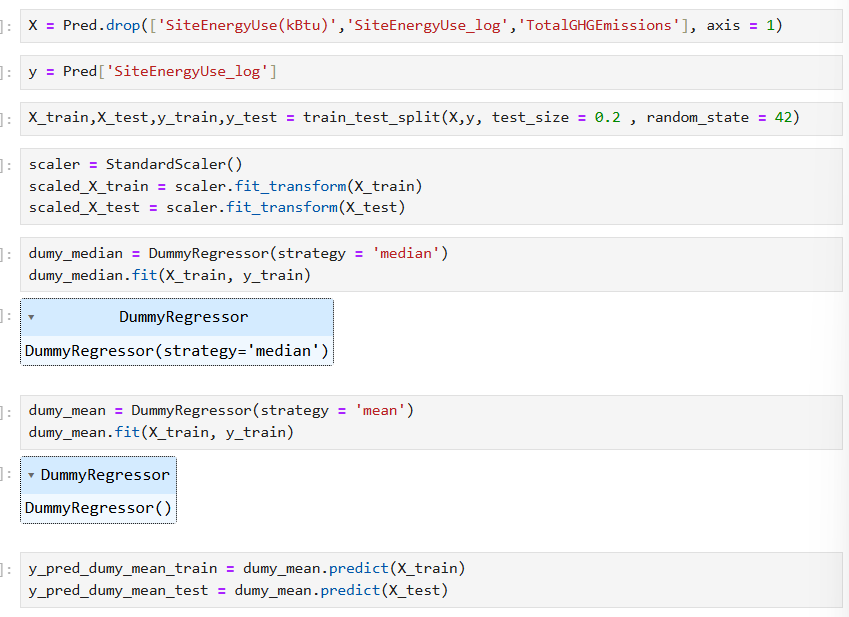 ]: X = Pred.drop(['SiteEnergyUse(kBtu)','SiteEnergyUse_log','TotalGHGEmissions'], axis = 1)
]: y = Pred['SiteEnergyUse_log']
]: X_train,X_test,y_train,y_test = train_test_split(X,y, test_size = 0.2 , random_state = 42)
]: scaler = StandardScaler()
scaled_X_train = scaler.fit_transform(X_train)
scaled_X_test = scaler.fit_transform(X_test)
]: dumy_median = DummyRegressor(strategy = 'median')
dumy_median.fit(X_train, y_train)
]: ▾ DummyRegressor
DummyRegressor(strategy='median')
]: dumy_mean = DummyRegressor(strategy = 'mean')
dumy_mean.fit(X_train, y_train)
]: ▾ DummyRegressor
DummyRegressor()
]: y_pred_dumy_mean_train = dumy_mean.predict(X_train)
y_pred_dumy_mean_test = dumy_mean.predict(X_test)